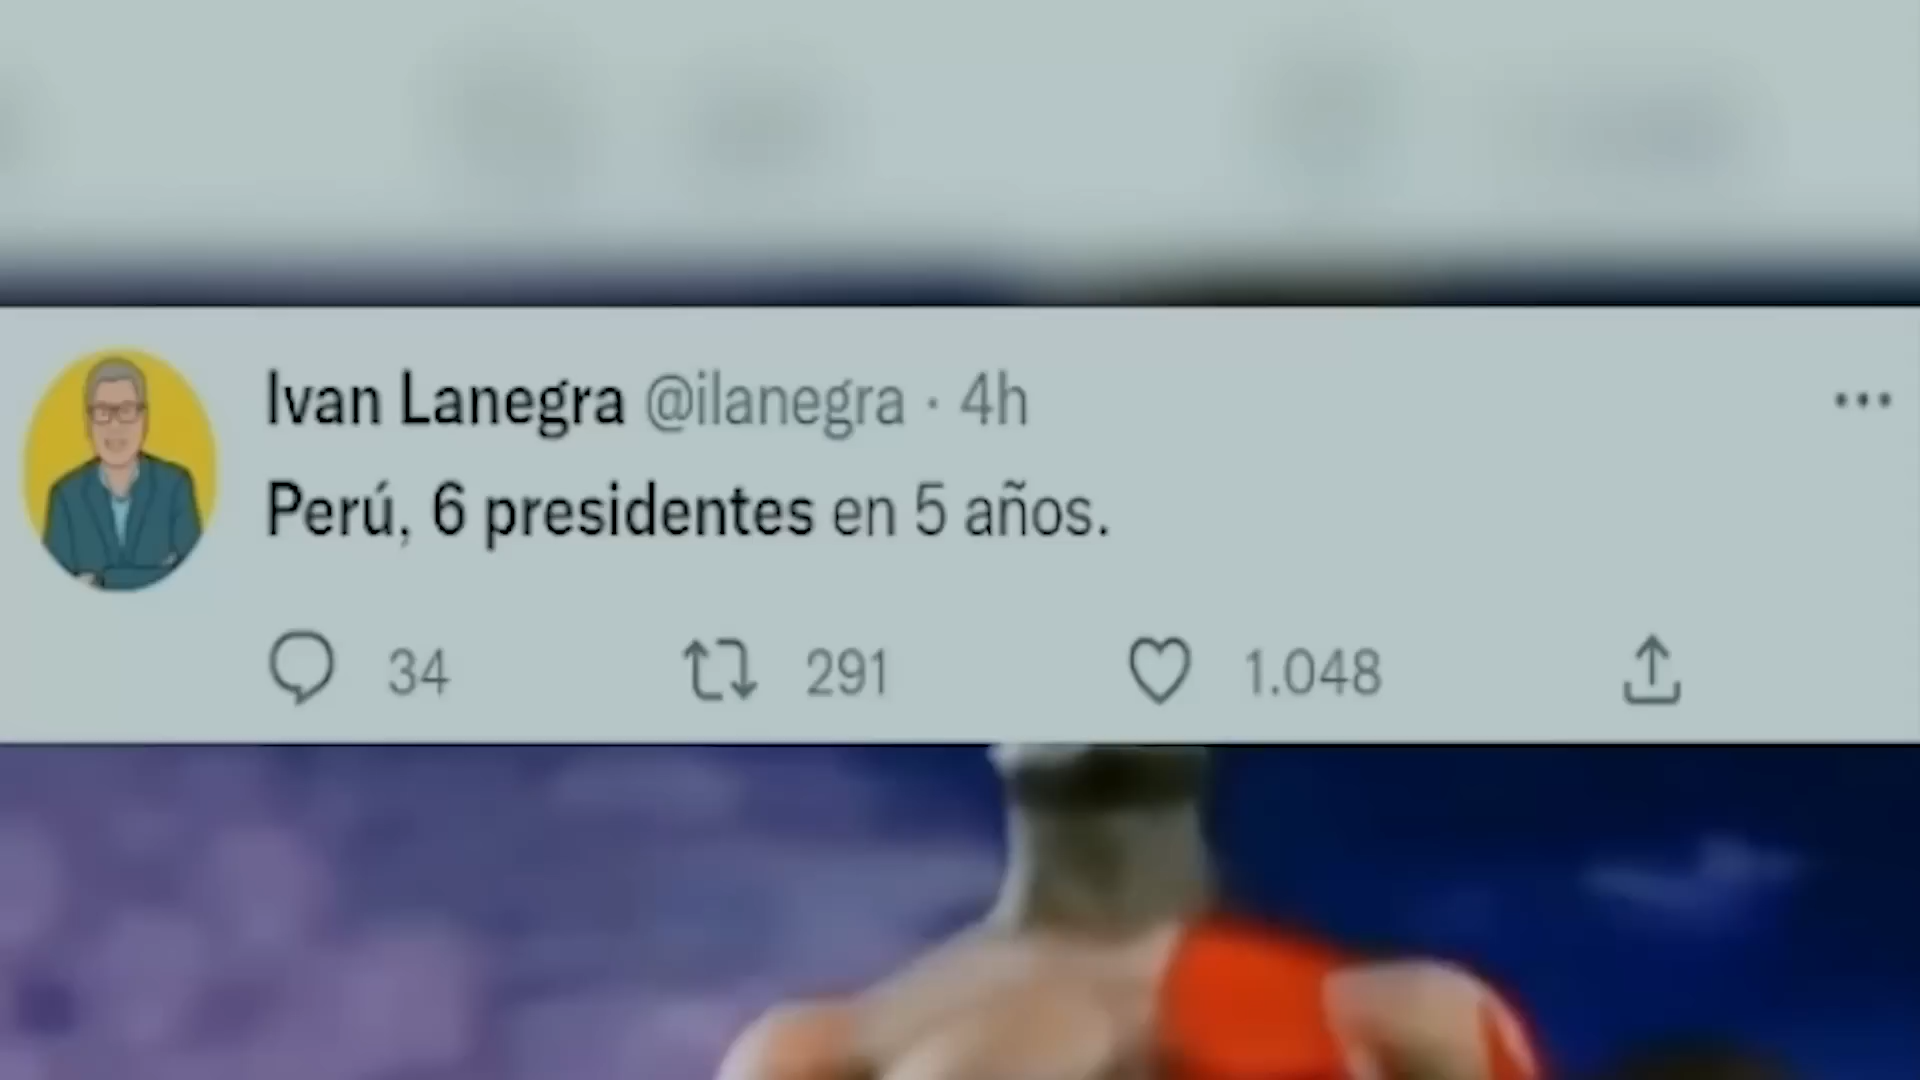 Ivan Lanegra @ilanegra · 4h
Perú, 6 presidentes en 5 años.
34 291 1.048